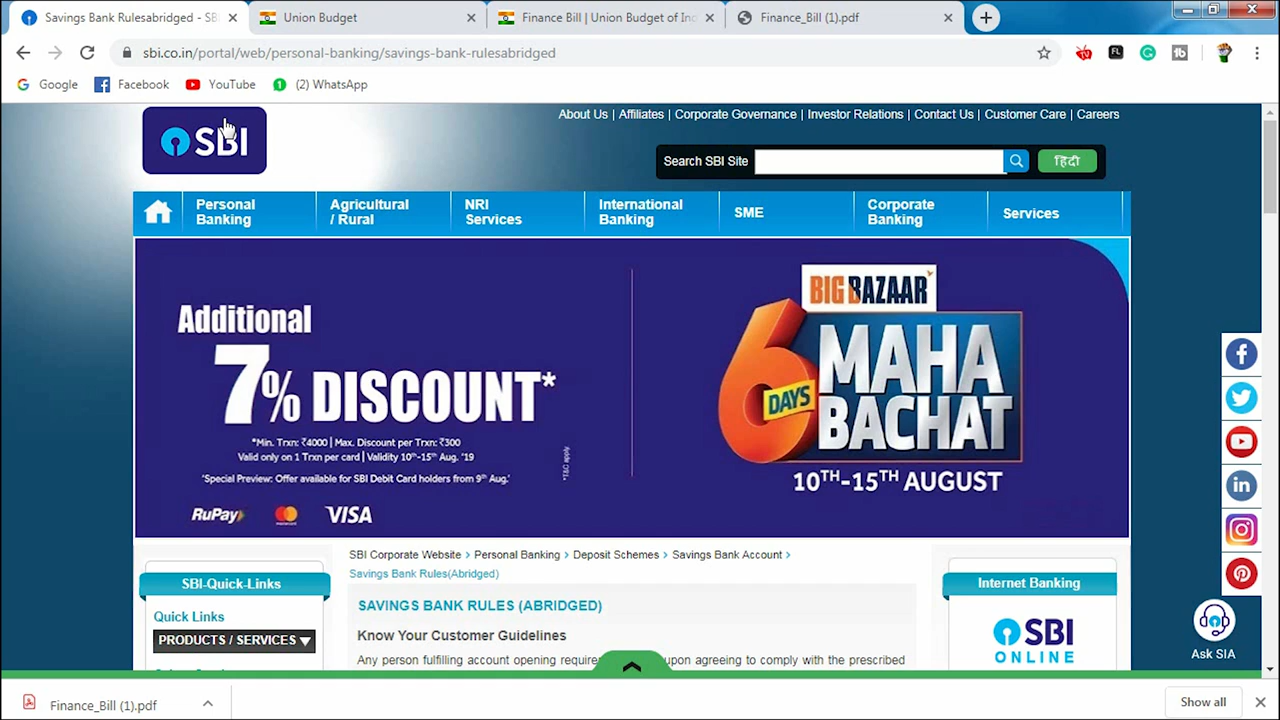 Savings Bank Rulesabridged - SB
Union Budget
Finance Bill | Union Budget of Inc
Finance_Bill (1).pdf
sbi.co.in/portal/web/personal-banking/savings-bank-rulesabridged
Google
Facebook
YouTube
(2) WhatsApp
SBI
About Us | Affiliates | Corporate Governance | Investor Relations | Contact Us | Customer Care | Careers
Search SBI Site
हिंदी
Personal
Banking
Agricultural
/ Rural
NRI
Services
International
Banking
SME
Corporate
Banking
Services
Additional
7% DISCOUNT*
*Min. Trxn: ₹4000 | Max. Discount per Trxn: ₹300
Valid only on 1 Trxn per card | Validity 10th-15th Aug. '19
*Special Preview: Offer available for SBI Debit Card holders from 9th Aug.'
*T&C apply
RuPay
VISA
BIG BAZAAR
6 DAYS
MAHA
BACHAT
10TH-15TH AUGUST
SBI-Quick-Links
Quick Links
PRODUCTS / SERVICES
SBI Corporate Website > Personal Banking > Deposit Schemes > Savings Bank Account >
Savings Bank Rules(Abridged)
SAVINGS BANK RULES (ABRIDGED)
Know Your Customer Guidelines
Any person fulfilling account opening upon agreeing to comply with the prescribed
Internet Banking
SBI
ONLINE
Ask SIA
Finance_Bill (1).pdf
Show all